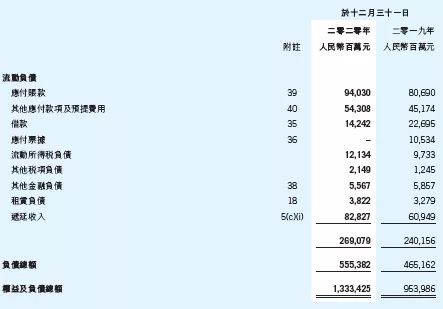 於十二月三十一日
二零二零年 二零一九年
附註 人民幣百萬元 人民幣百萬元
流動負債
應付賬款 39 94,030 80,690
其他應付款項及預提費用 40 54,308 45,174
借款 35 14,242 22,695
應付票據 36 – 10,534
流動所得稅負債 12,134 9,733
其他稅項負債 2,149 1,245
其他金融負債 38 5,567 5,857
租賃負債 18 3,822 3,279
遞延收入 5(c)(i) 82,827 60,949
269,079 240,156
負債總額 555,382 465,162
權益及負債總額 1,333,425 953,986